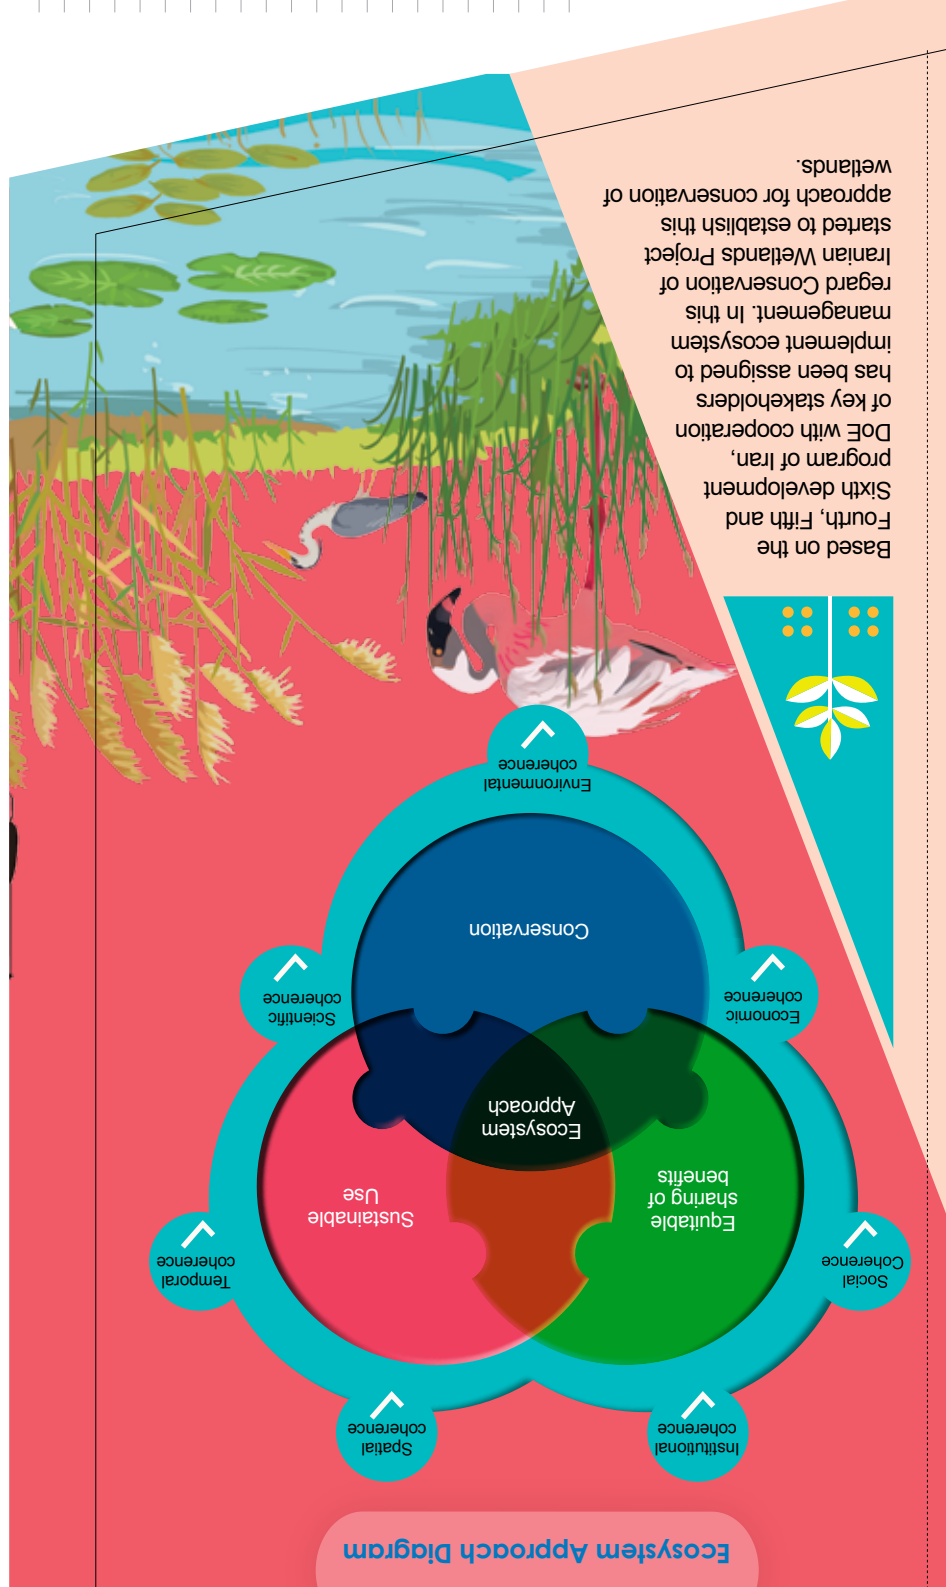 Ecosystem Approach Diagram
Institutional
coherence
Spatial
coherence
Social
Coherence
Temporal
coherence
Equitable
sharing of
benefits
Sustainable
Use
Ecosystem
Approach
Economic
coherence
Scientific
coherence
Conservation
Environmental
coherence
Based on the
Fourth, Fifth and
Sixth development
program of Iran,
DoE with cooperation
of key stakeholders
has been assigned to
implement ecosystem
management. In this
regard Conservation of
Iranian Wetlands Project
started to establish this
approach for conservation of
wetlands.